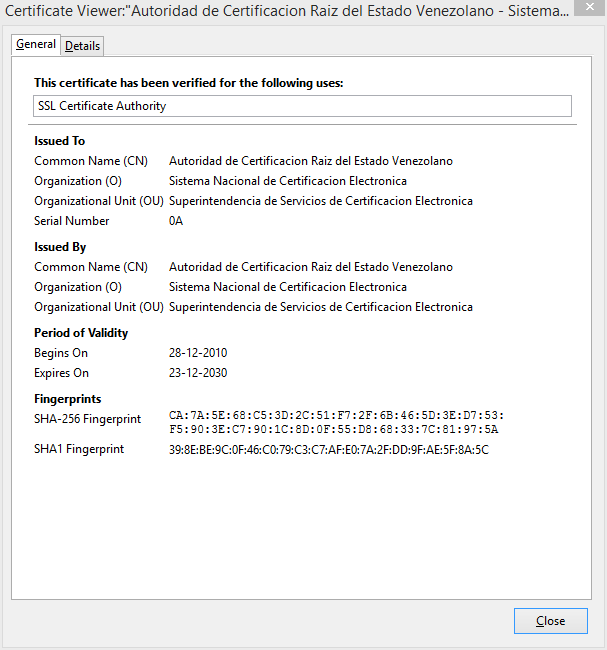 Certificate Viewer:"Autoridad de Certificacion Raiz del Estado Venezolano - Sistema...
General Details
This certificate has been verified for the following uses:
SSL Certificate Authority
Issued To
Common Name (CN) Autoridad de Certificacion Raiz del Estado Venezolano
Organization (O) Sistema Nacional de Certificacion Electronica
Organizational Unit (OU) Superintendencia de Servicios de Certificacion Electronica
Serial Number 0A
Issued By
Common Name (CN) Autoridad de Certificacion Raiz del Estado Venezolano
Organization (O) Sistema Nacional de Certificacion Electronica
Organizational Unit (OU) Superintendencia de Servicios de Certificacion Electronica
Period of Validity
Begins On 28-12-2010
Expires On 23-12-2030
Fingerprints
SHA-256 Fingerprint CA:7A:5E:68:C5:3D:2C:51:F7:2F:6B:46:5D:3E:D7:53:
F5:90:3E:C7:90:1C:8D:0F:55:D8:68:33:7C:81:97:5A
SHA1 Fingerprint 39:8E:BE:9C:0F:46:C0:79:C3:C7:AF:E0:7A:2F:DD:9F:AE:5F:8A:5C
Close